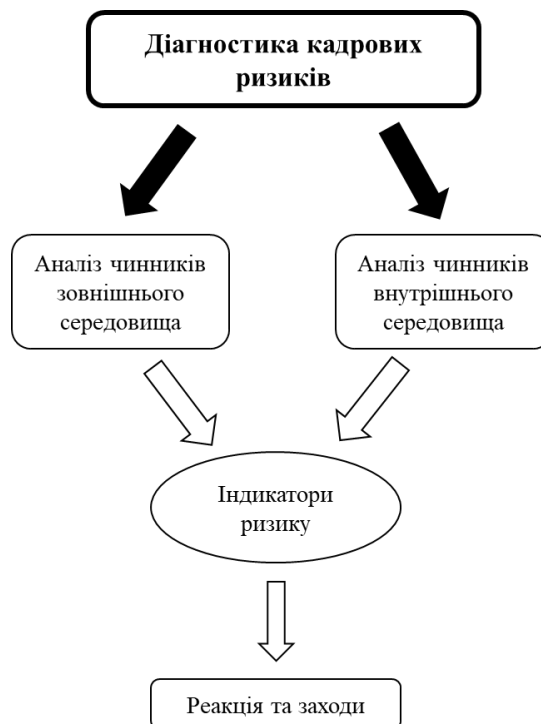 Діагностика кадрових
ризиків
Аналіз чинників
зовнішнього
середовища
Аналіз чинників
внутрішнього
середовища
Індикатори
ризику
Реакція та заходи